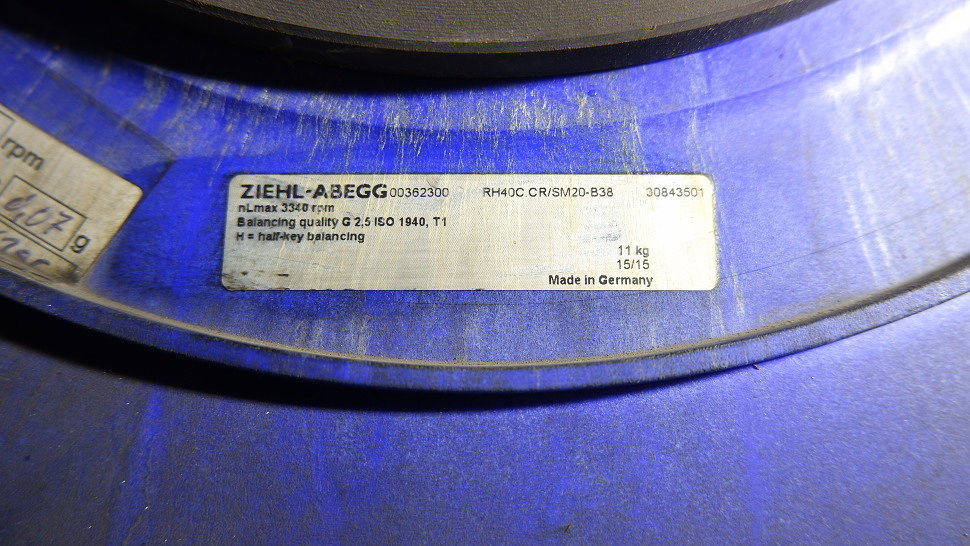 rpm
0,07 g
ZIEHL-ABEGG 00362300 RH40C.CR/SM20-B38 30843501
nLmax 3340 rpm
Balancing quality G 2,5 ISO 1940, T1
H = half-key balancing
11 kg
15/15
Made in Germany